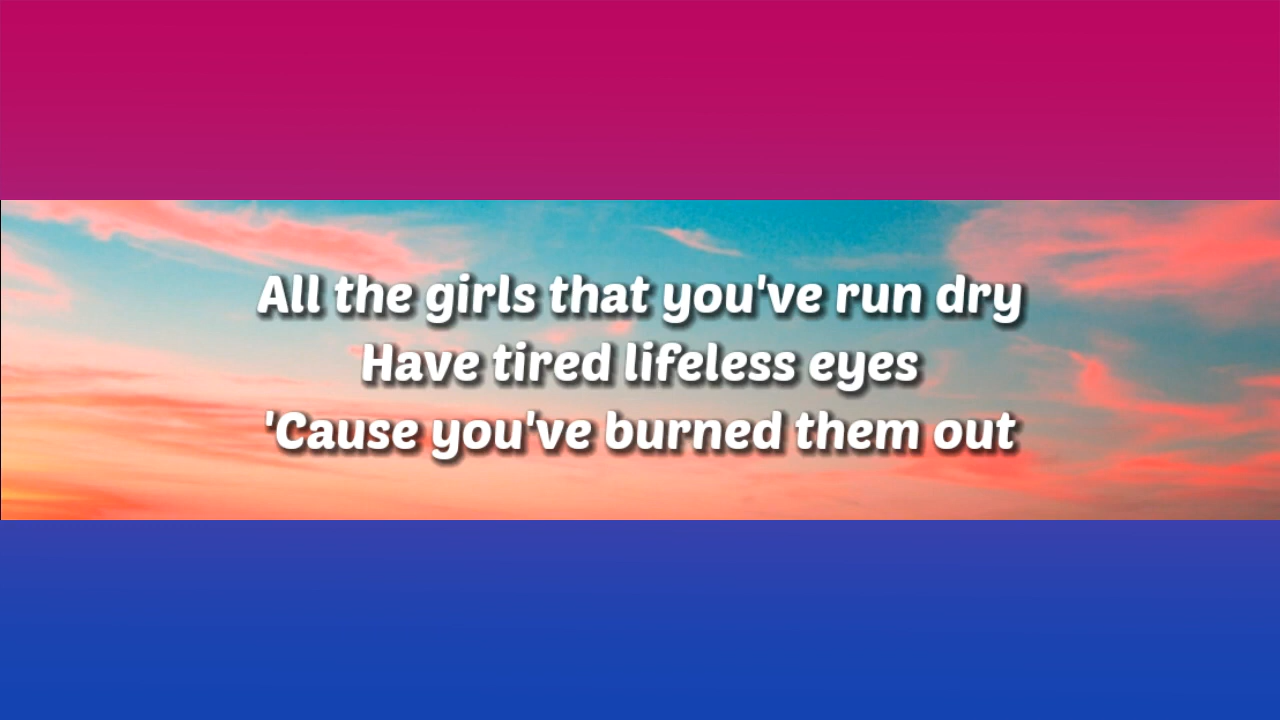 All the girls that you've run dry
Have tired lifeless eyes
'Cause you've burned them out